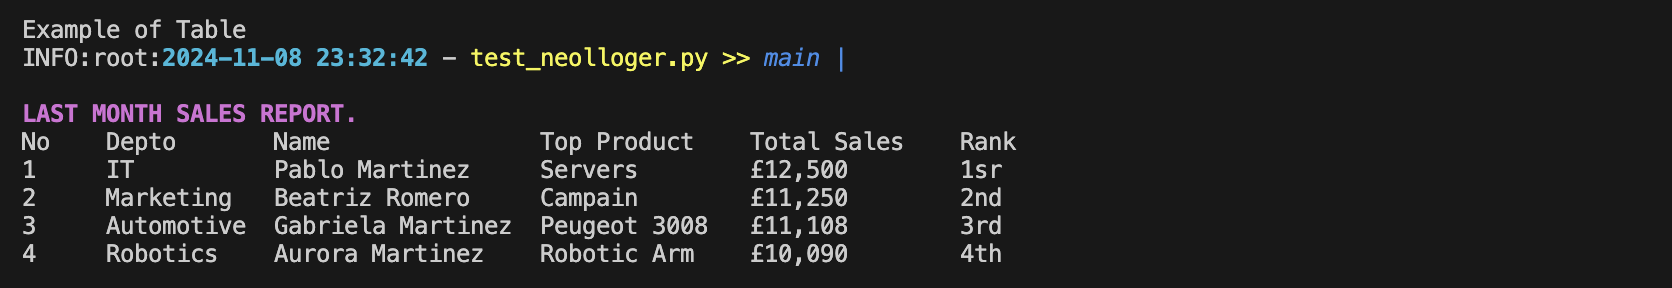 Example of Table
INFO:root:2024-11-08 23:32:42 - test_neolloger.py >> main |
LAST MONTH SALES REPORT.
No Depto Name Top Product Total Sales Rank
1 IT Pablo Martinez Servers £12,500 1sr
2 Marketing Beatriz Romero Campain £11,250 2nd
3 Automotive Gabriela Martinez Peugeot 3008 £11,108 3rd
4 Robotics Aurora Martinez Robotic Arm £10,090 4th